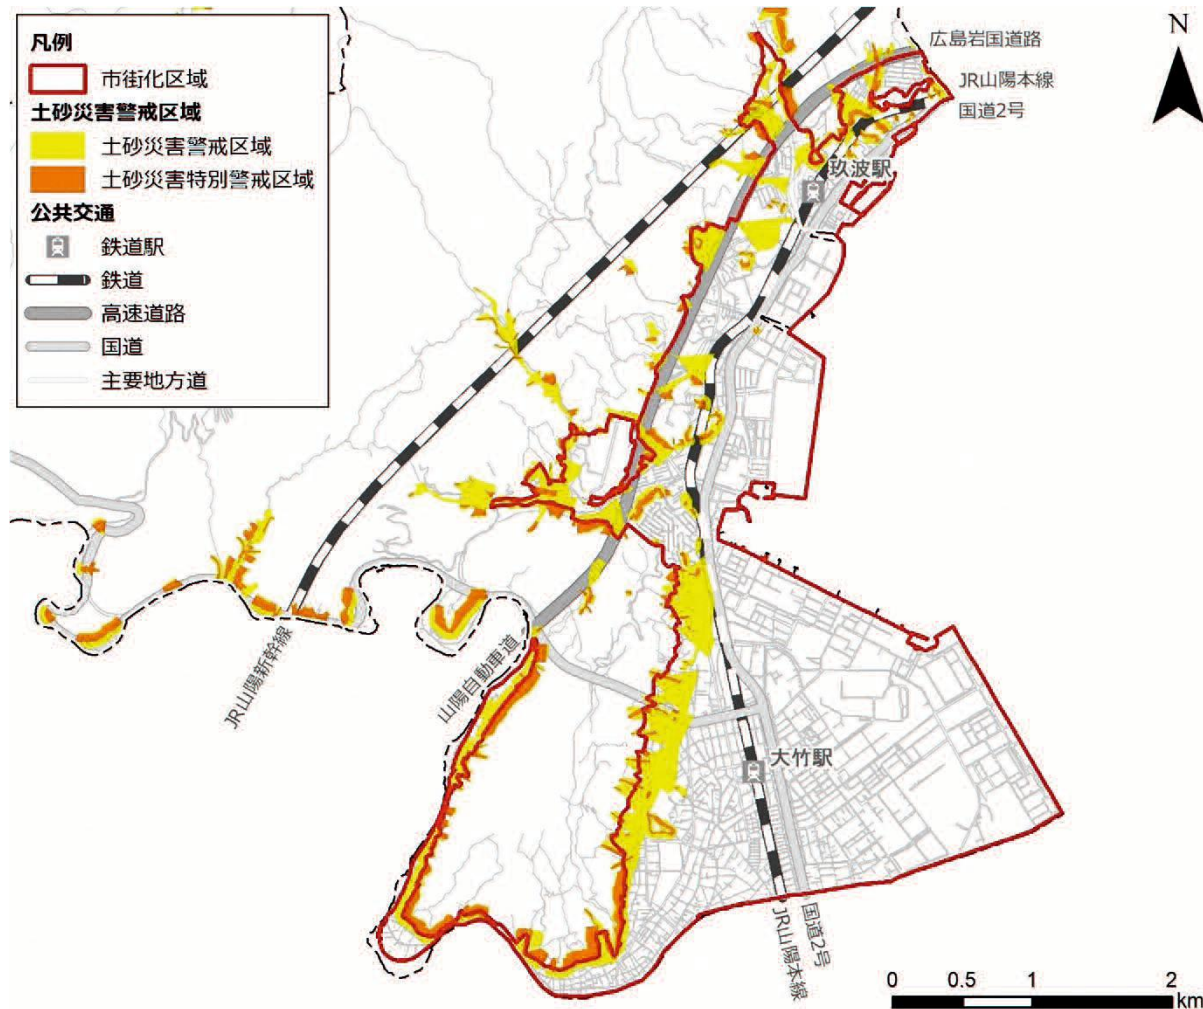 凡例
市街化区域
土砂災害警戒区域
土砂災害警戒区域
土砂災害特別警戒区域
公共交通
鉄道駅
鉄道
高速道路
国道
主要地方道
N
広島岩国道路
JR山陽本線
国道2号
玖波駅
JR山陽新幹線
山陽自動車道
大竹駅
国道2号
JR山陽本線
0 0.5 1 2
km